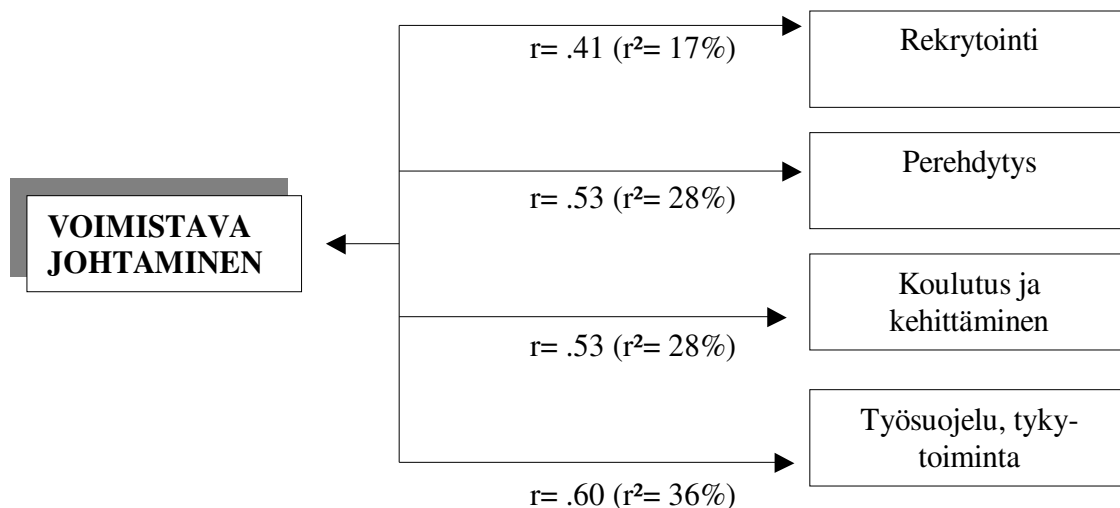 Rekrytointi
r= .41 (r²= 17%)
Perehdytys
r= .53 (r²= 28%)
VOIMISTAVA
JOHTAMINEN
Koulutus ja
kehittäminen
r= .53 (r²= 28%)
Työsuojelu, tyky-
toiminta
r= .60 (r²= 36%)